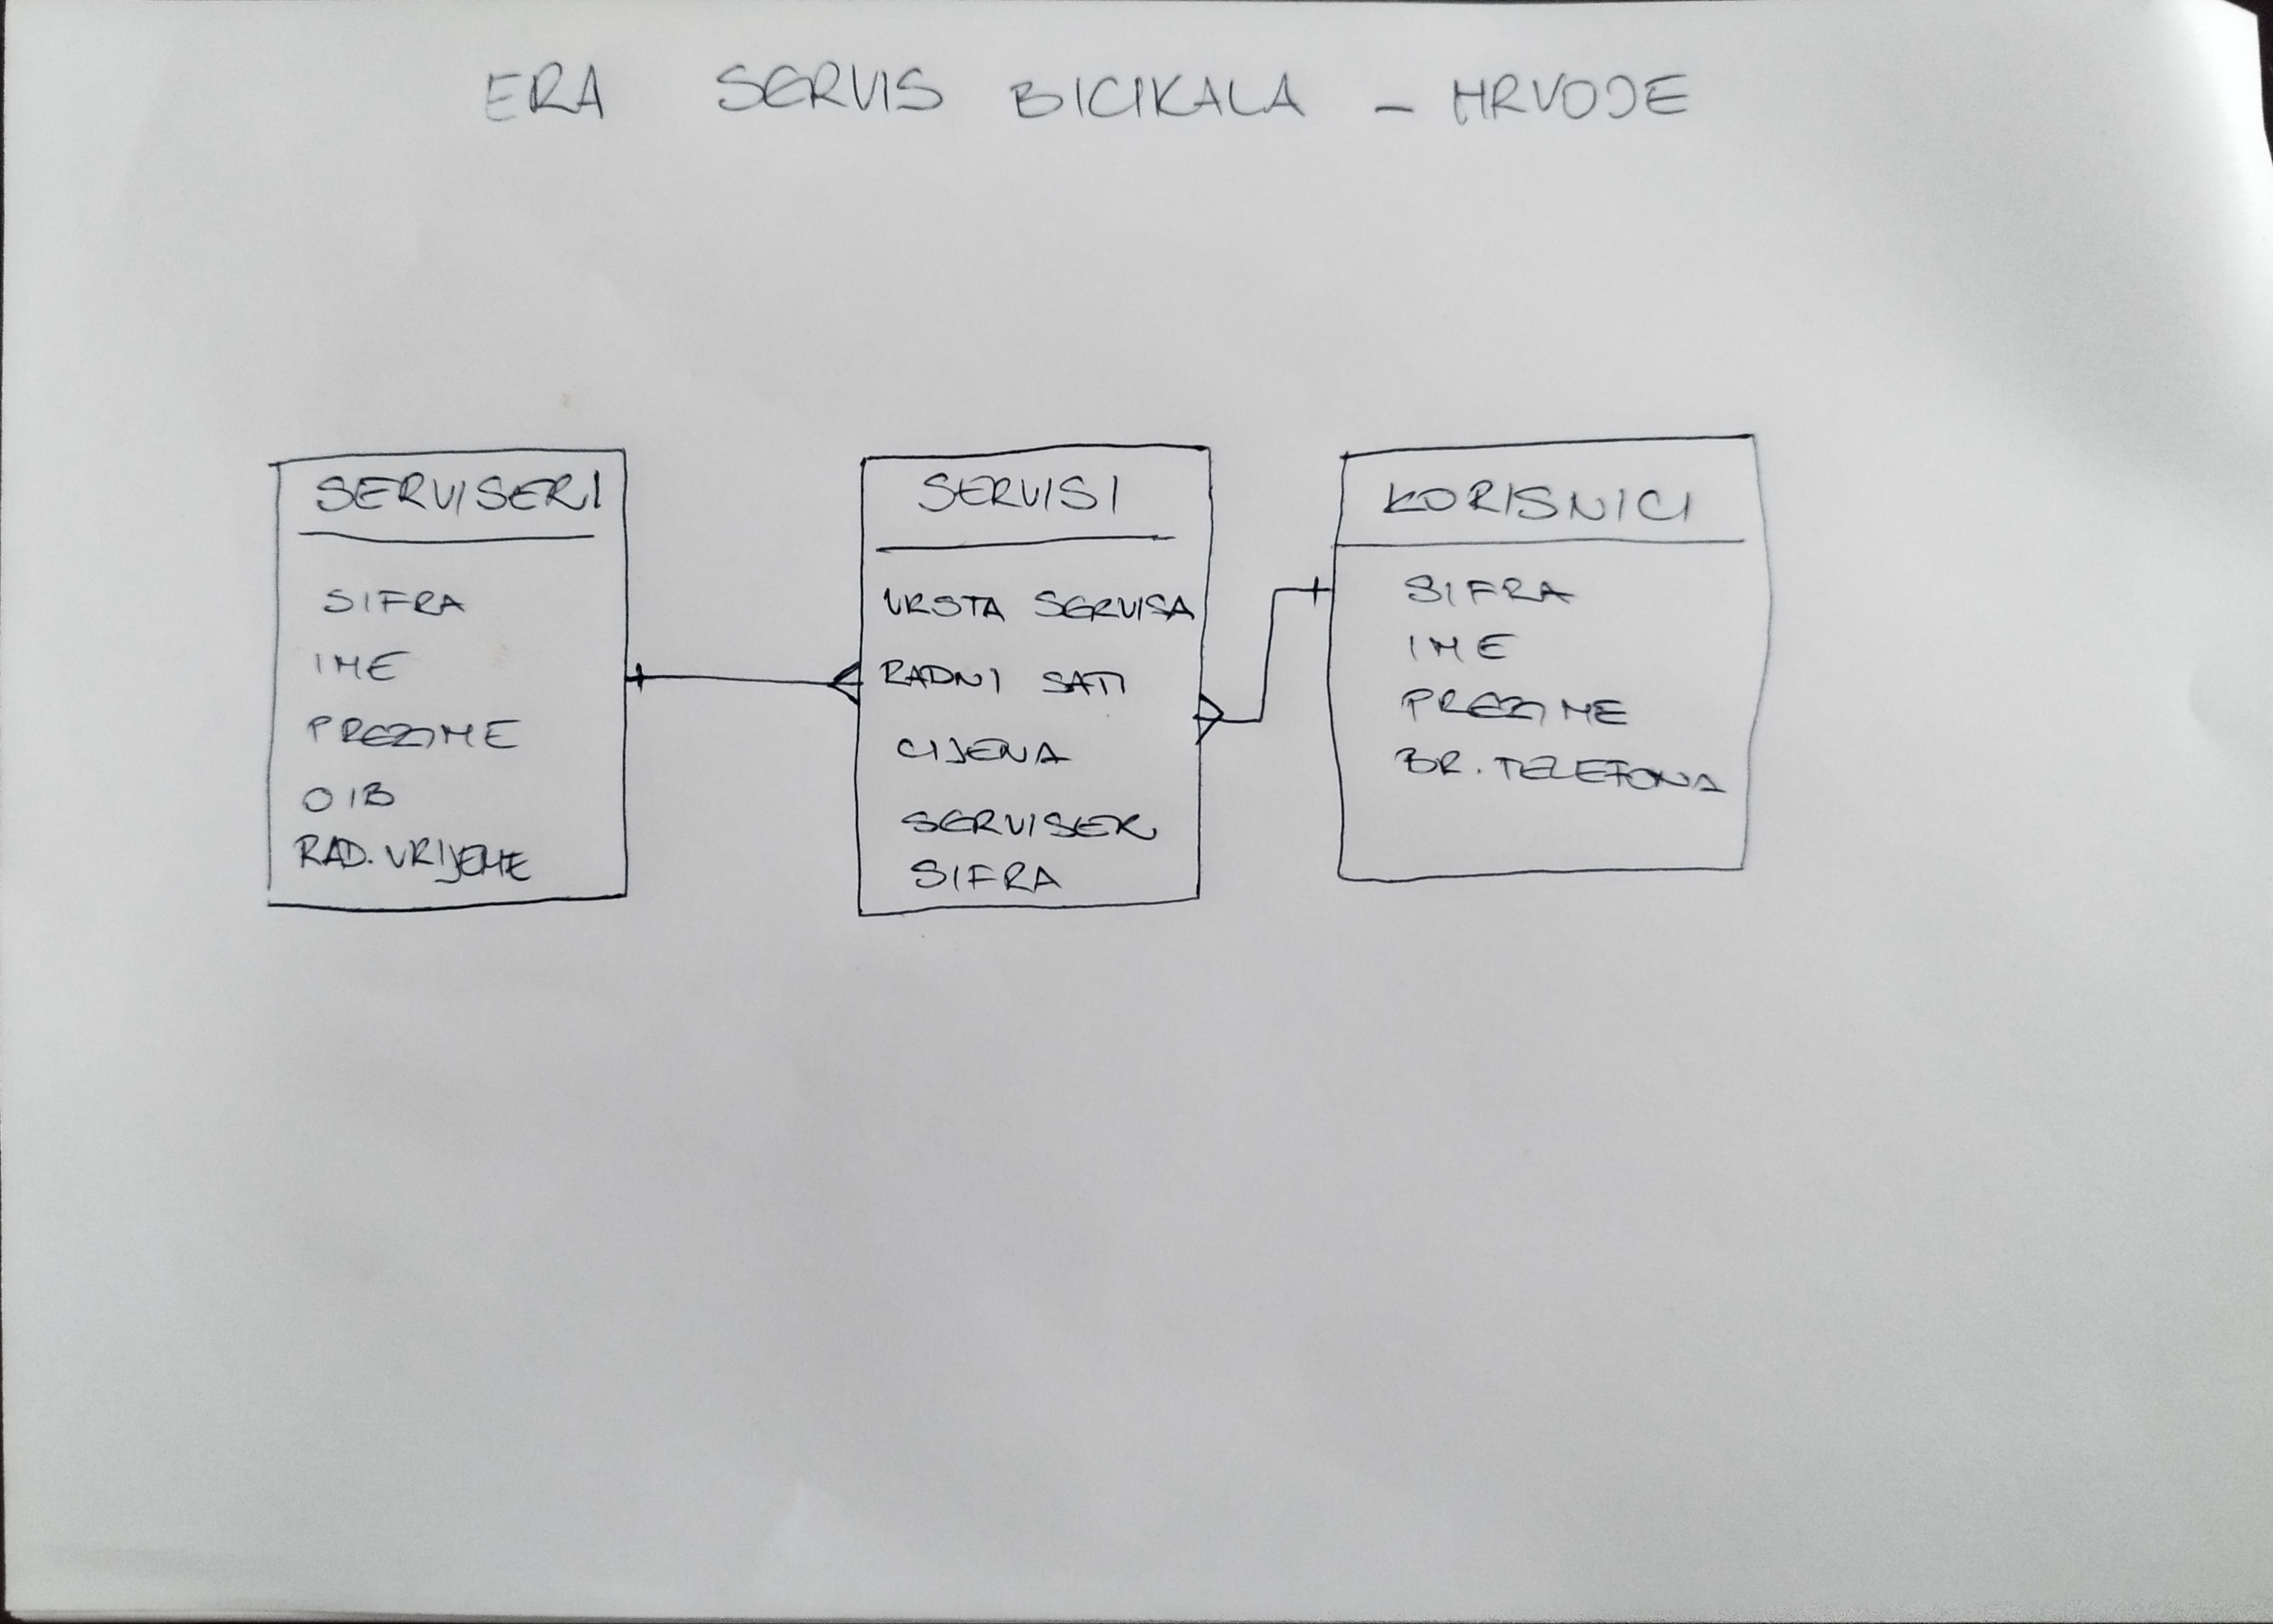 ERA SERVIS BICIKALA - HRVOJE
SERVISERI
SIFRA
IME
PREZIME
OIB
RAD. VRIJEME
SERVISI
VRSTA SERVISA
RADNI SATI
CIJENA
SERVISER
SIFRA
KORISNICI
SIFRA
IME
PREZIME
BR. TELEFONA